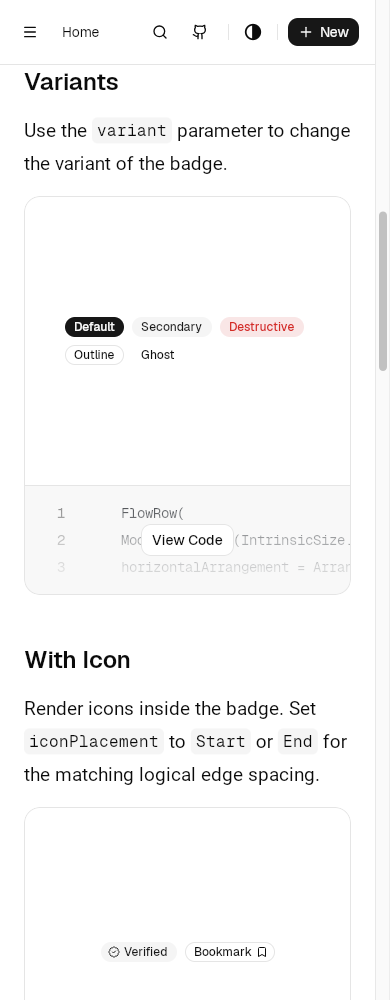 Home
New
Variants
Use the variant parameter to change
the variant of the badge.
Default Secondary Destructive
Outline Ghost
1 FlowRow(
2 (IntrinsicSize.
View Code
3 horizontalArrangement = Arran
With Icon
Render icons inside the badge. Set
iconPlacement to Start or End for
the matching logical edge spacing.
Verified Bookmark